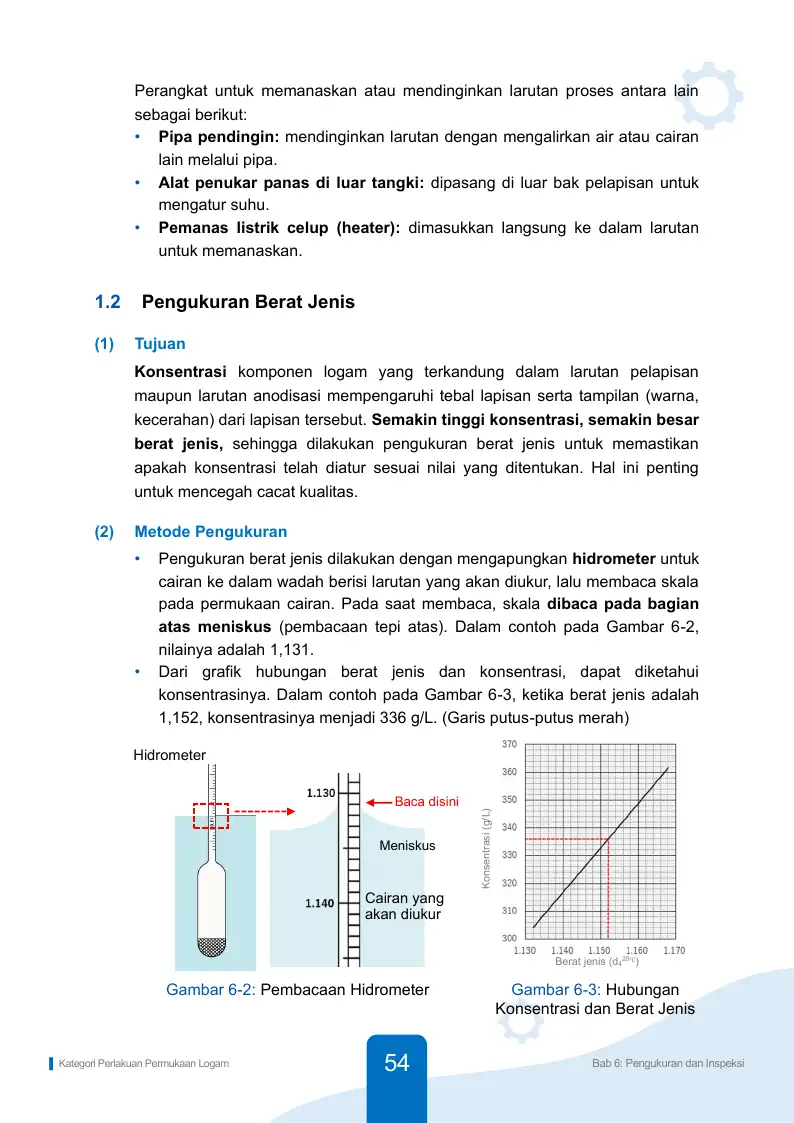 Perangkat untuk memanaskan atau mendinginkan larutan proses antara lain
sebagai berikut:
• Pipa pendingin: mendinginkan larutan dengan mengalirkan air atau cairan
lain melalui pipa.
• Alat penukar panas di luar tangki: dipasang di luar bak pelapisan untuk
mengatur suhu.
• Pemanas listrik celup (heater): dimasukkan langsung ke dalam larutan
untuk memanaskan.
1.2 Pengukuran Berat Jenis
(1) Tujuan
Konsentrasi komponen logam yang terkandung dalam larutan pelapisan
maupun larutan anodisasi mempengaruhi tebal lapisan serta tampilan (warna,
kecerahan) dari lapisan tersebut. Semakin tinggi konsentrasi, semakin besar
berat jenis, sehingga dilakukan pengukuran berat jenis untuk memastikan
apakah konsentrasi telah diatur sesuai nilai yang ditentukan. Hal ini penting
untuk mencegah cacat kualitas.
(2) Metode Pengukuran
• Pengukuran berat jenis dilakukan dengan mengapungkan hidrometer untuk
cairan ke dalam wadah berisi larutan yang akan diukur, lalu membaca skala
pada permukaan cairan. Pada saat membaca, skala dibaca pada bagian
atas meniskus (pembacaan tepi atas). Dalam contoh pada Gambar 6-2,
nilainya adalah 1,131.
• Dari grafik hubungan berat jenis dan konsentrasi, dapat diketahui
konsentrasinya. Dalam contoh pada Gambar 6-3, ketika berat jenis adalah
1,152, konsentrasinya menjadi 336 g/L. (Garis putus-putus merah)
Hidrometer
1.130
Baca disini
Meniskus
1.140
Cairan yang
akan diukur
Gambar 6-2: Pembacaan Hidrometer
370
360
350
340
330
320
310
300
Konsentrasi (g/L)
1.130 1.140 1.150 1.160 1.170
Berat jenis (d₄²⁰℃)
Gambar 6-3: Hubungan
Konsentrasi dan Berat Jenis
Kategori Perlakuan Permukaan Logam
54
Bab 6: Pengukuran dan Inspeksi